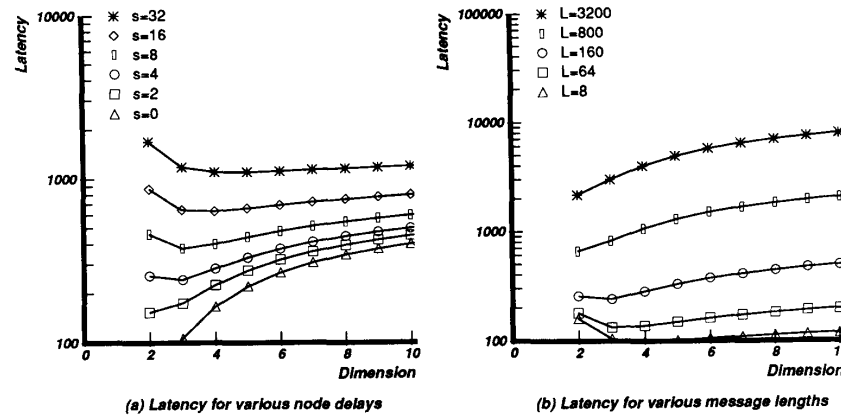 Latency
10000
1000
100
s=32
s=16
s=8
s=4
s=2
s=0
0
2
4
6
8
10
Dimension
(a) Latency for various node delays
Latency
100000
10000
1000
100
L=3200
L=800
L=160
L=64
L=8
0
2
4
6
8
1
Dimension
(b) Latency for various message lengths